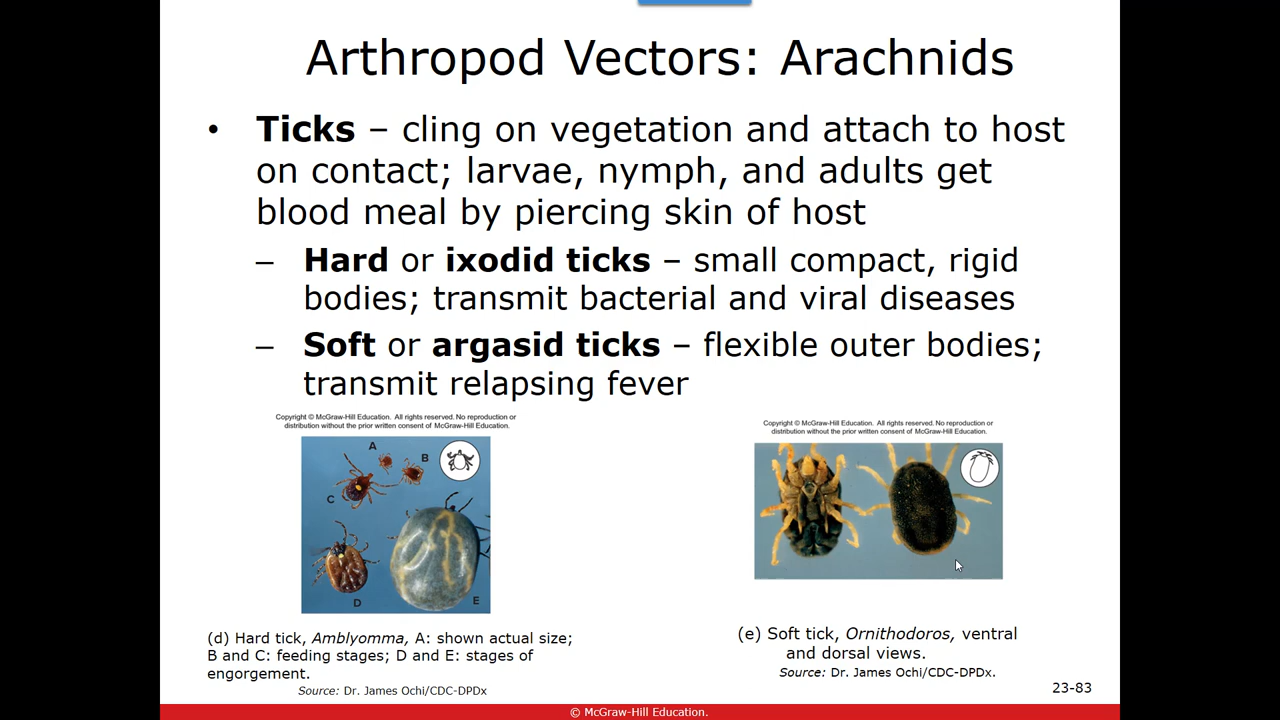 Arthropod Vectors: Arachnids
• Ticks – cling on vegetation and attach to host
on contact; larvae, nymph, and adults get
blood meal by piercing skin of host
– Hard or ixodid ticks – small compact, rigid
bodies; transmit bacterial and viral diseases
– Soft or argasid ticks – flexible outer bodies;
transmit relapsing fever
Copyright © McGraw-Hill Education. All rights reserved. No reproduction or
distribution without the prior written consent of McGraw-Hill Education.
A
B
C
D
E
(d) Hard tick, Amblyomma, A: shown actual size;
B and C: feeding stages; D and E: stages of
engorgement.
Source: Dr. James Ochi/CDC-DPDx
Copyright © McGraw-Hill Education. All rights reserved. No reproduction or
distribution without the prior written consent of McGraw-Hill Education.
(e) Soft tick, Ornithodoros, ventral
and dorsal views.
Source: Dr. James Ochi/CDC-DPDx.
23-83
© McGraw-Hill Education.